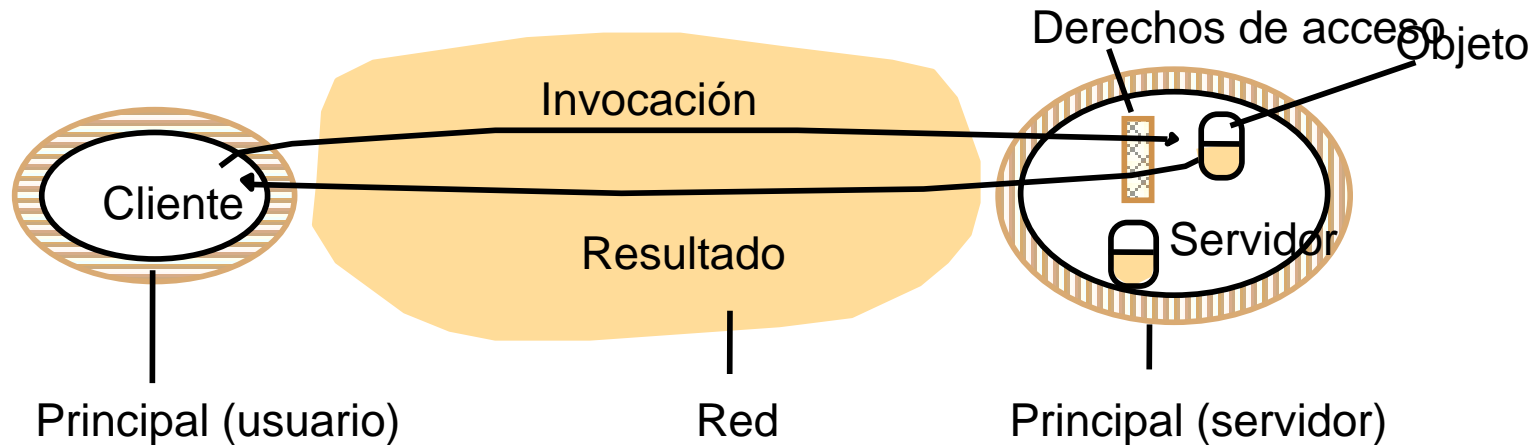 Derechos de acceso
Objeto
Invocación
Cliente
Servidor
Resultado
Principal (usuario)
Red
Principal (servidor)